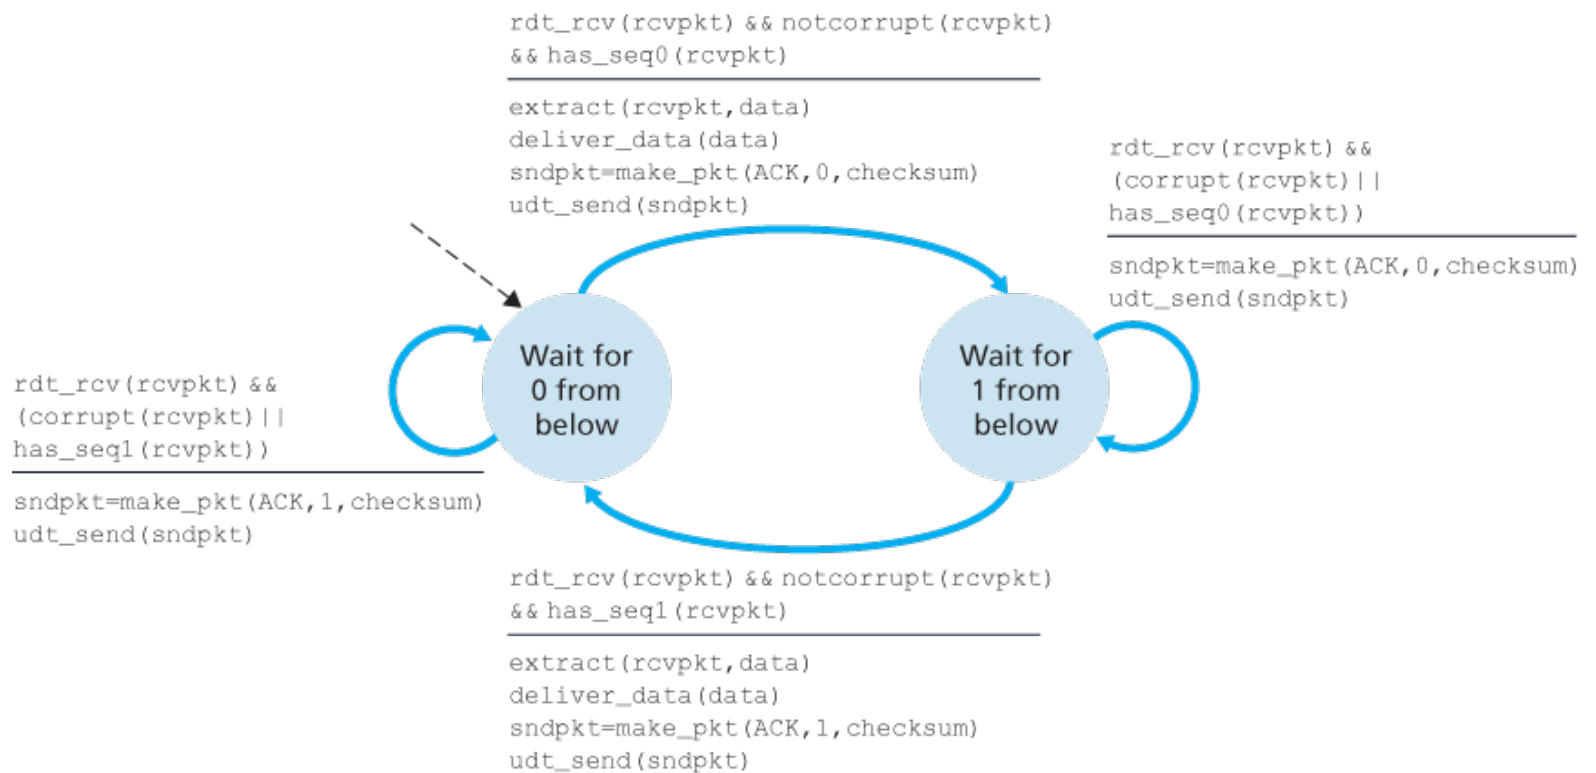 rdt_rcv(rcvpkt) && notcorrupt(rcvpkt)
&& has_seq0(rcvpkt)
extract(rcvpkt,data)
deliver_data(data)
sndpkt=make_pkt(ACK,0,checksum)
udt_send(sndpkt)
rdt_rcv(rcvpkt) &&
(corrupt(rcvpkt)||
has_seq0(rcvpkt))
sndpkt=make_pkt(ACK,0,checksum)
udt_send(sndpkt)
Wait for
0 from
below
Wait for
1 from
below
rdt_rcv(rcvpkt) &&
(corrupt(rcvpkt)||
has_seq1(rcvpkt))
sndpkt=make_pkt(ACK,1,checksum)
udt_send(sndpkt)
rdt_rcv(rcvpkt) && notcorrupt(rcvpkt)
&& has_seq1(rcvpkt)
extract(rcvpkt,data)
deliver_data(data)
sndpkt=make_pkt(ACK,1,checksum)
udt_send(sndpkt)